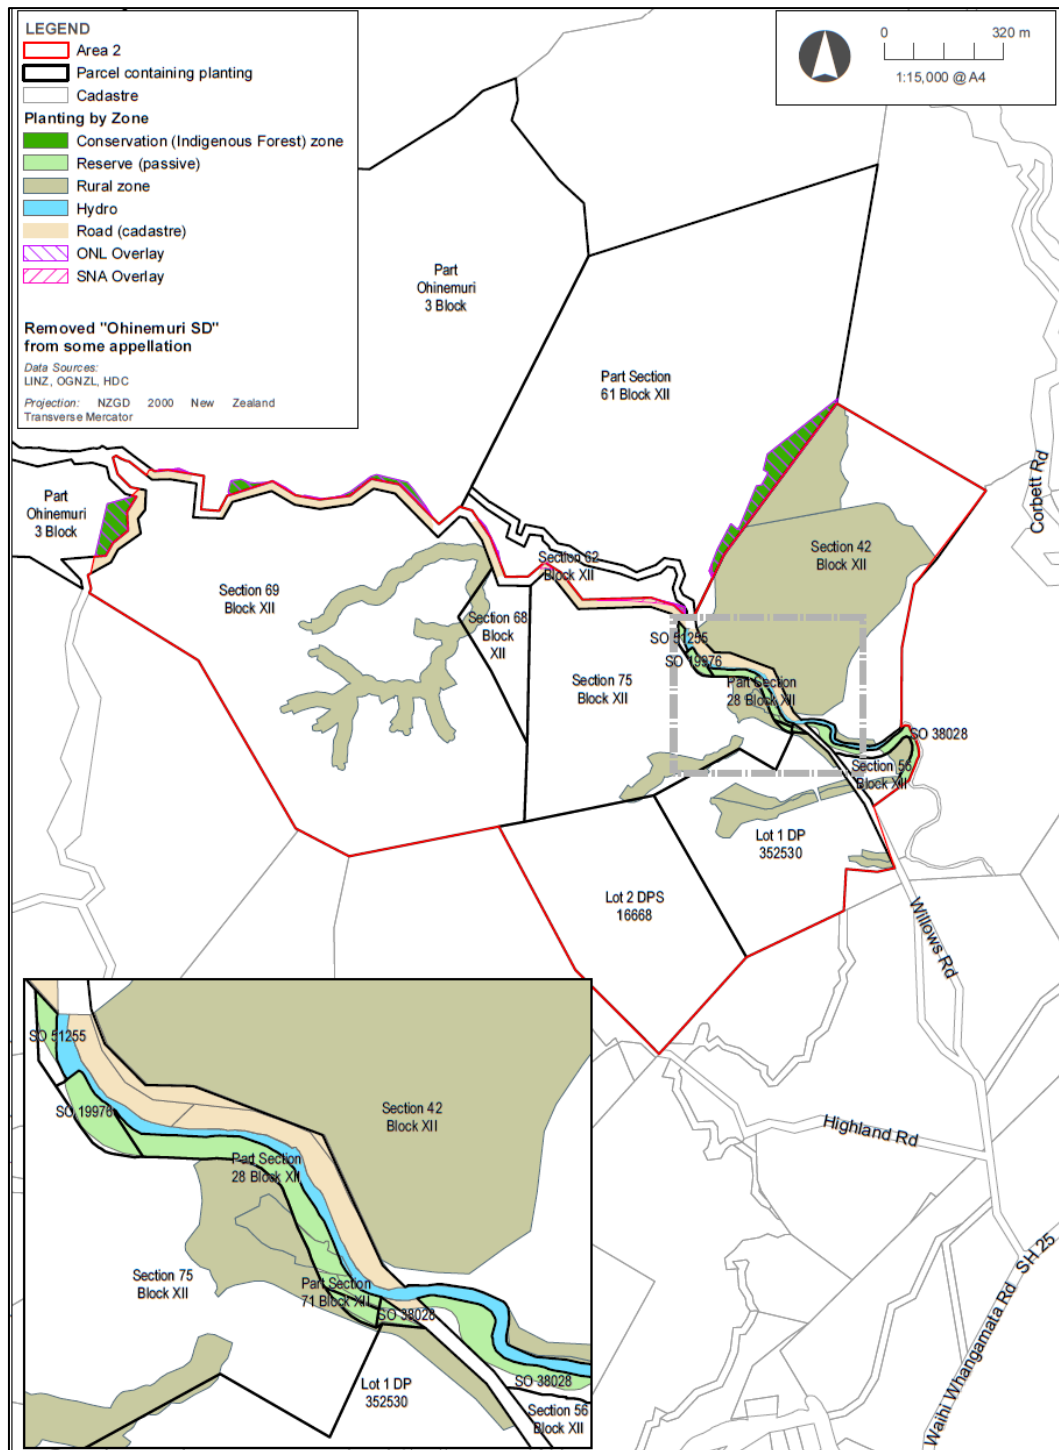 LEGEND
Area 2
Parcel containing planting
Cadastre
Planting by Zone
Conservation (Indigenous Forest) zone
Reserve (passive)
Rural zone
Hydro
Road (cadastre)
ONL Overlay
SNA Overlay
Removed "Ohinemuri SD"
from some appellation
Data Sources:
LINZ, OGNZL, HDC
Projection: NZGD 2000 New Zealand
Transverse Mercator
0 320 m
1:15,000 @ A4
Part
Ohinemuri
3 Block
Part Section
61 Block XII
Corbett Rd
Part
Ohinemuri
3 Block
Section 42
Block XII
Section 62
Block XII
Section 69
Block XII
Section 68
Block
XII
SO 51255
SO 19976
Section 75
Block XII
Part Section
28 Block XII
SO 38028
Section 56
Block XII
Lot 1 DP
352530
Lot 2 DPS
16668
Willows Rd
Highland Rd
Waihi Whangamata Rd SH 25
SO 51255
SO 19976
Section 42
Block XII
Part Section
28 Block XII
Section 75
Block XII
Part Section
71 Block XII
SO 38028
Lot 1 DP
352530
SO 38028
Section 56
Block XII